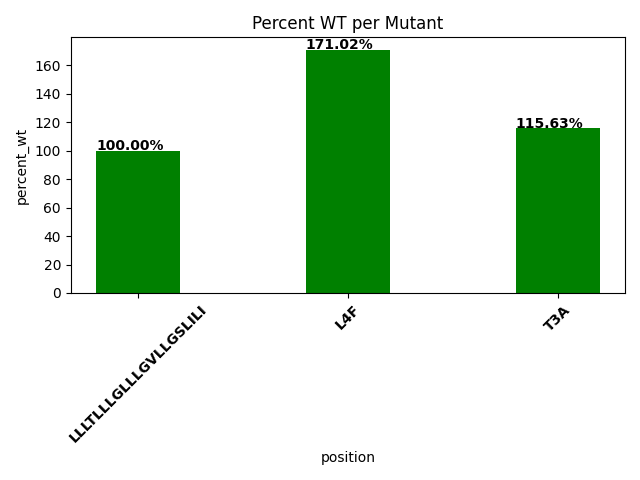 Percent WT per Mutant
percent_wt
160
140
120
100
80
60
40
20
0
100.00%
171.02%
115.63%
LLLTLLLGLLLGVLLGSLILI
L4F
T3A
position